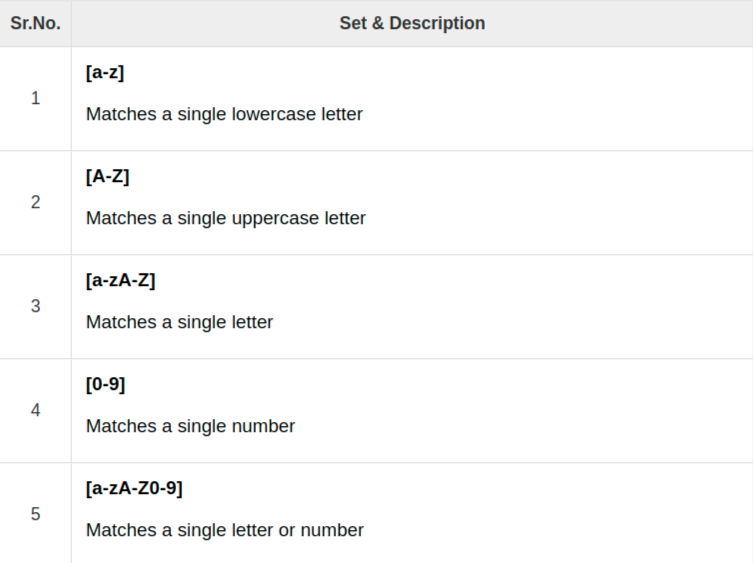 Sr.No. Set & Description
[a-z]
1
Matches a single lowercase letter
[A-Z]
2
Matches a single uppercase letter
[a-zA-Z]
3
Matches a single letter
[0-9]
4
Matches a single number
[a-zA-Z0-9]
5
Matches a single letter or number